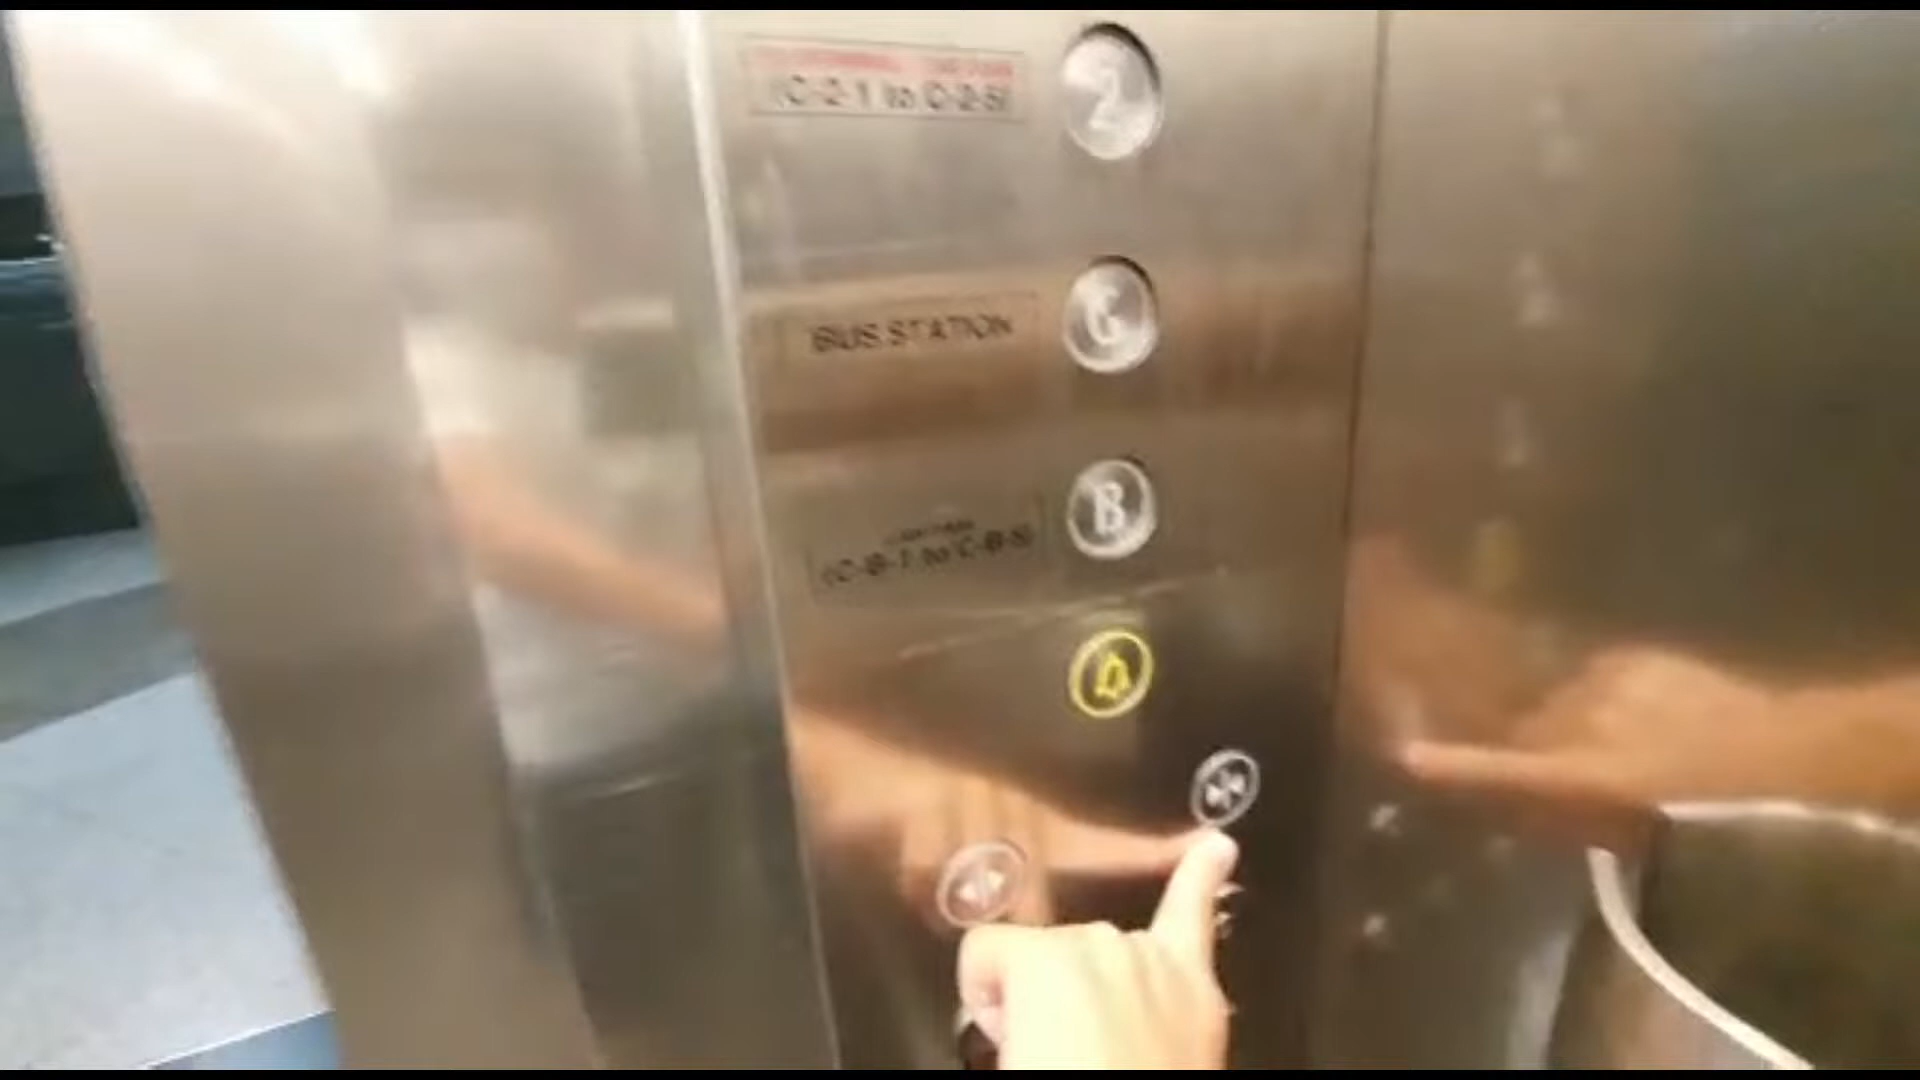 (C-2-1 to C-2-5)
2
BUS STATION
G
B
(C-B-1 to C-B-5)